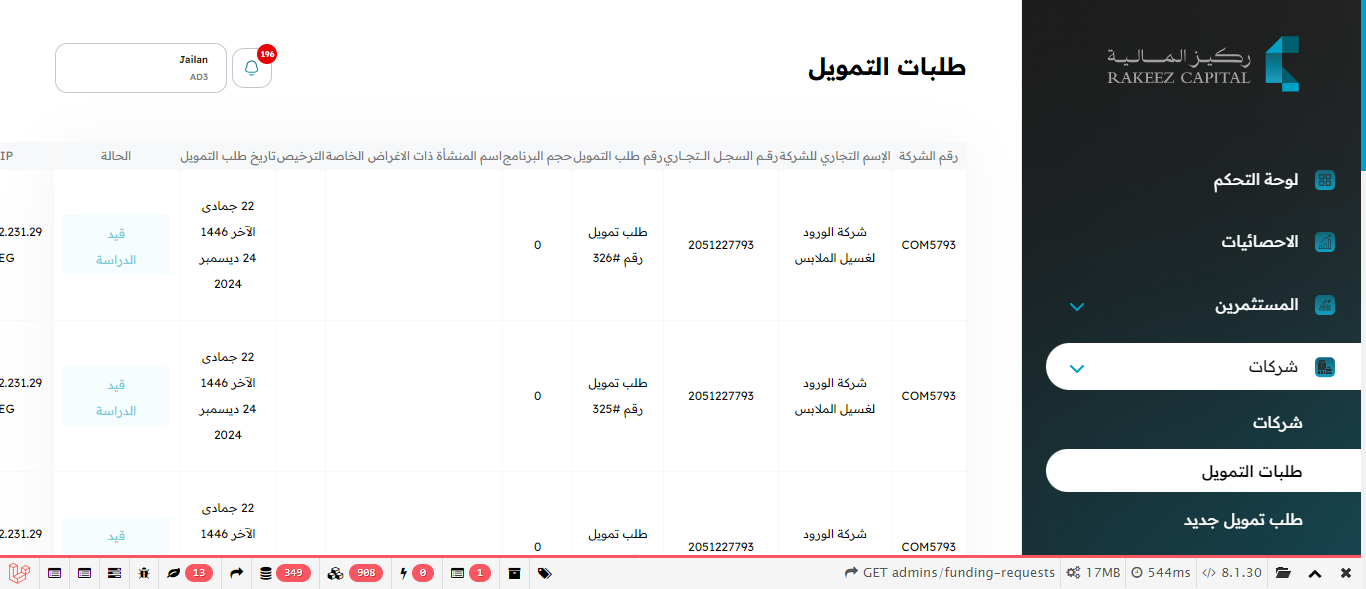 ركيز المالية
RAKEEZ CAPITAL
لوحة التحكم
الاحصائيات
المستثمرين
شركات
شركات
طلبات التمويل
طلب تمويل جديد
طلبات التمويل
196
Jailan
AD3
رقم الشركة الإسم التجاري للشركة رقم السجل التجاري رقم طلب التمويل حجم البرنامج اسم المنشأة ذات الاغراض الخاصة الترخيص تاريخ طلب التمويل الحالة IP
COM5793
شركة الورود
لغسيل الملابس
2051227793
طلب تمويل
رقم #326
0
22 جمادى
الآخر 1446
24 ديسمبر
2024
قيد
الدراسة
2.231.29
EG
COM5793
شركة الورود
لغسيل الملابس
2051227793
طلب تمويل
رقم #325
0
22 جمادى
الآخر 1446
24 ديسمبر
2024
قيد
الدراسة
2.231.29
EG
COM5793
شركة الورود
2051227793
طلب تمويل
0
22 جمادى
الآخر 1446
قيد
2.231.29
13 349 908 0 1 GET admins/funding-requests 17MB 544ms 8.1.30